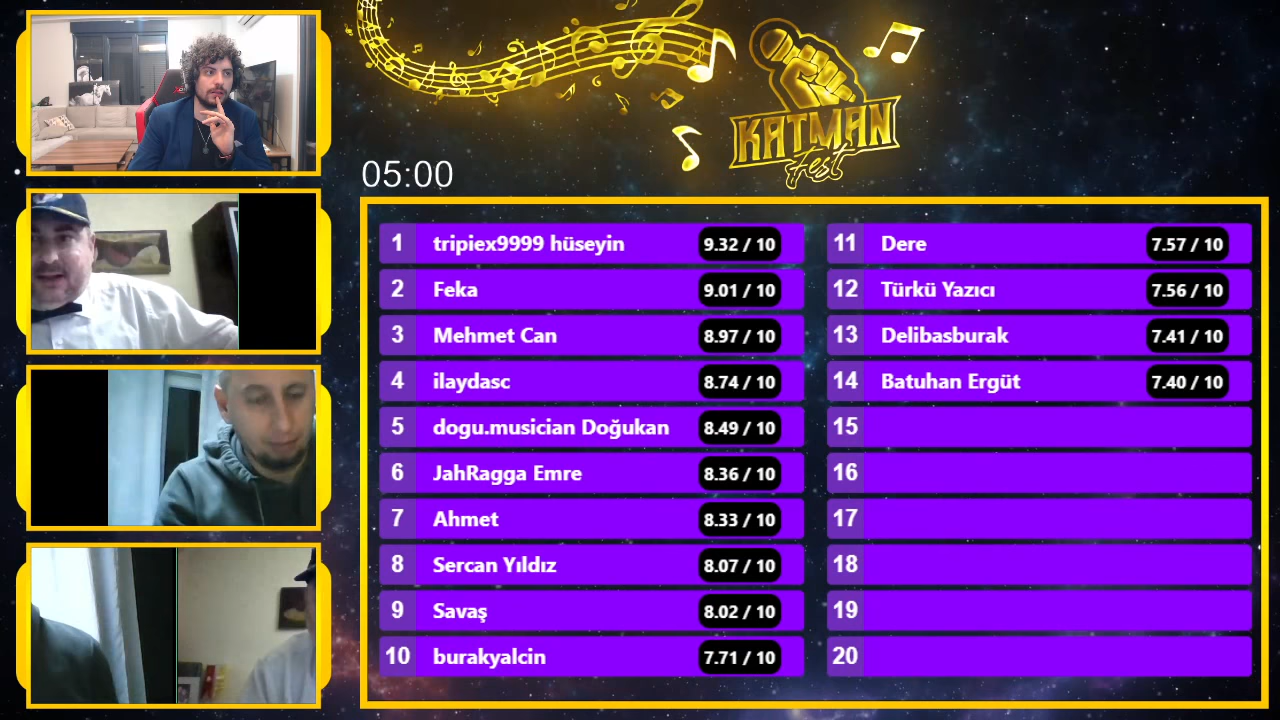 KATMAN
Fest
05:00
1 tripiex9999 hüseyin 9.32 / 10
2 Feka 9.01 / 10
3 Mehmet Can 8.97 / 10
4 ilaydasc 8.74 / 10
5 dogu.musician Doğukan 8.49 / 10
6 JahRagga Emre 8.36 / 10
7 Ahmet 8.33 / 10
8 Sercan Yıldız 8.07 / 10
9 Savaş 8.02 / 10
10 burakyalcin 7.71 / 10
11 Dere 7.57 / 10
12 Türkü Yazıcı 7.56 / 10
13 Delibasburak 7.41 / 10
14 Batuhan Ergüt 7.40 / 10
15
16
17
18
19
20